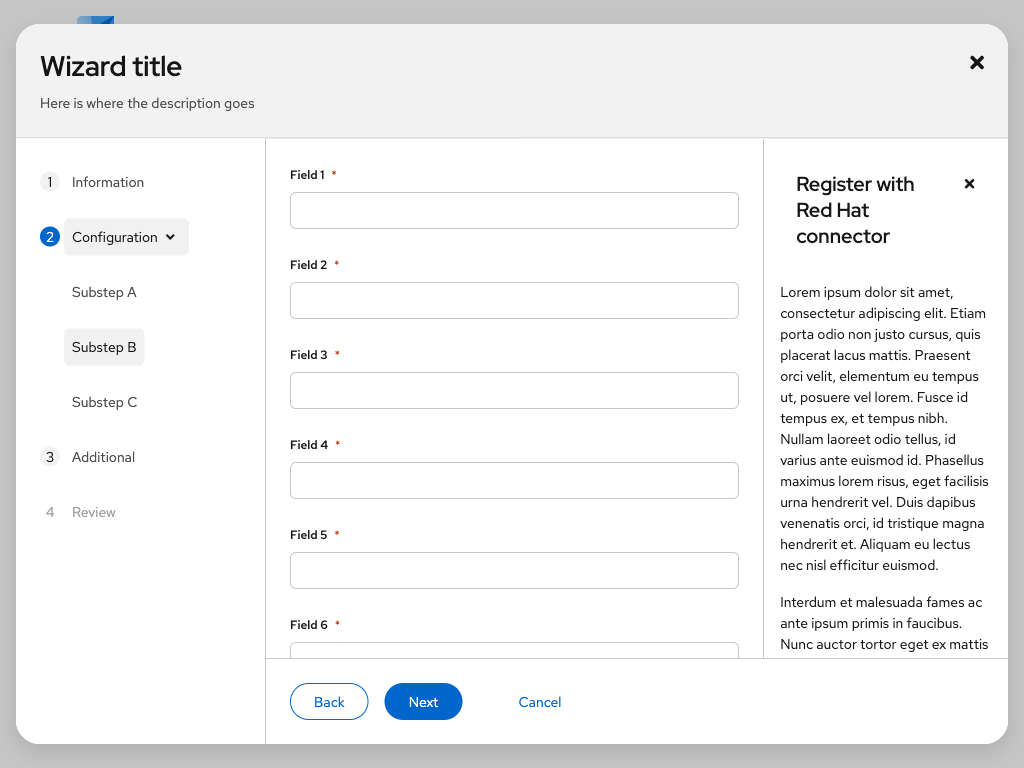 Wizard title
Here is where the description goes
1 Information
2 Configuration
Substep A
Substep B
Substep C
3 Additional
4 Review
Field 1 *
Field 2 *
Field 3 *
Field 4 *
Field 5 *
Field 6 *
Register with
Red Hat
connector
Lorem ipsum dolor sit amet,
consectetur adipiscing elit. Etiam
porta odio non justo cursus, quis
placerat lacus mattis. Praesent
orci velit, elementum eu tempus
ut, posuere vel lorem. Fusce id
tempus ex, et tempus nibh.
Nullam laoreet odio tellus, id
varius ante euismod id. Phasellus
maximus lorem risus, eget facilisis
urna hendrerit vel. Duis dapibus
venenatis orci, id tristique magna
hendrerit et. Aliquam eu lectus
nec nisl efficitur euismod.
Interdum et malesuada fames ac
ante ipsum primis in faucibus.
Nunc auctor tortor eget ex mattis
Back
Next
Cancel